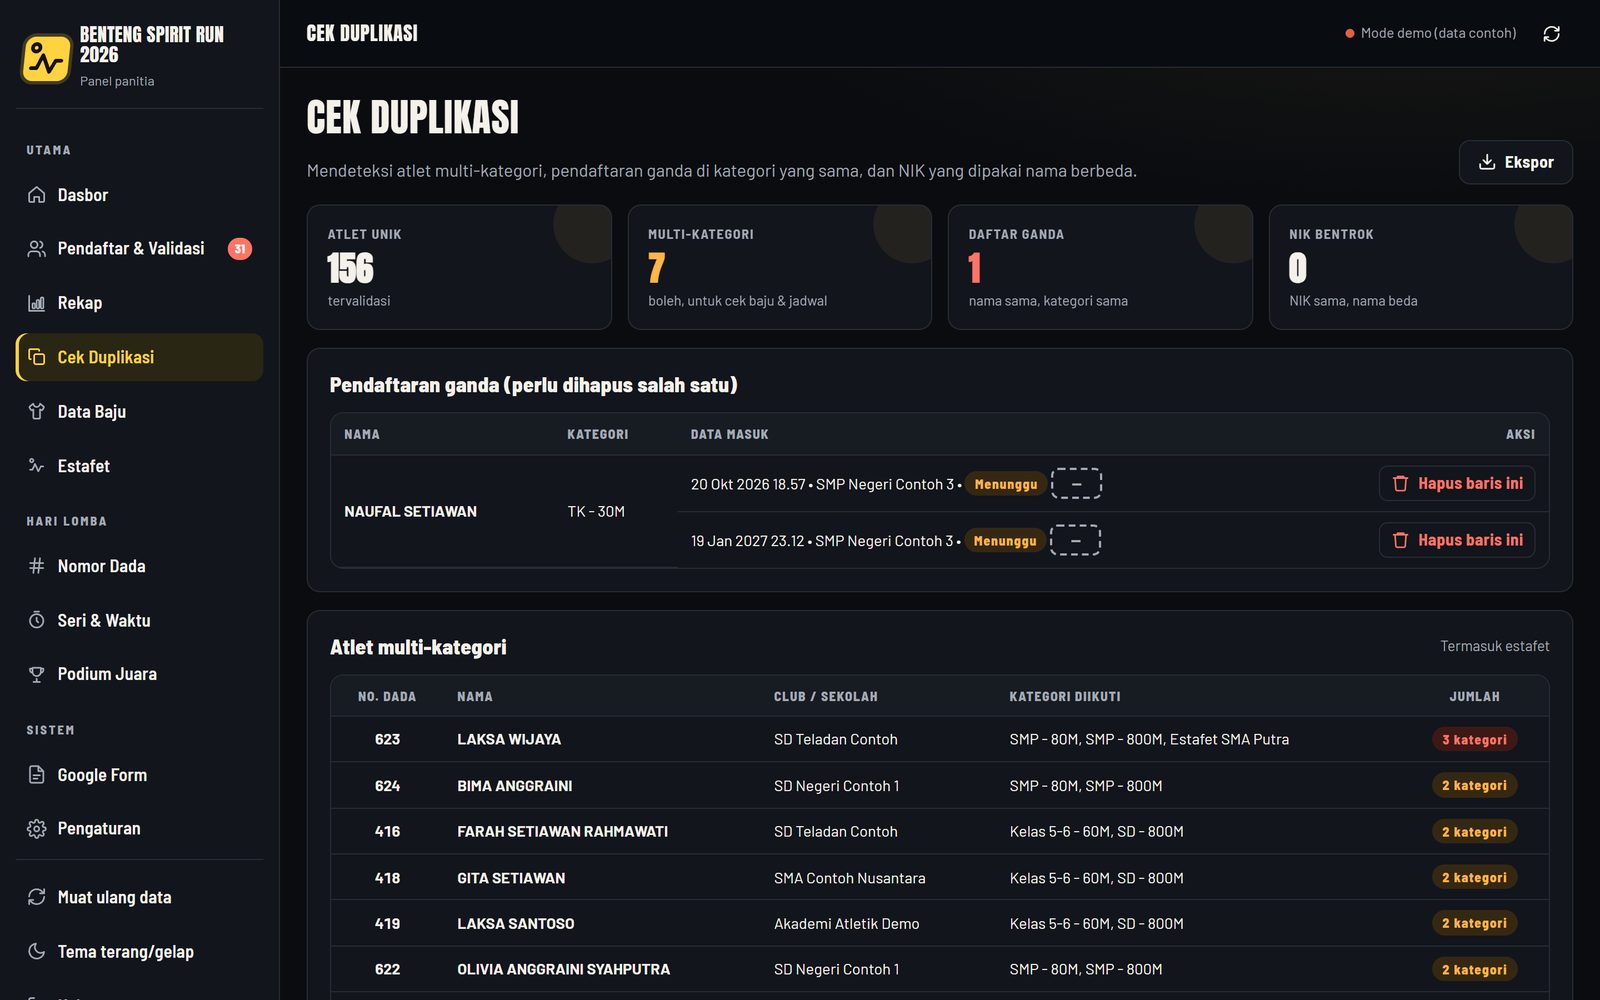 BENTENG SPIRIT RUN
2026
Panel panitia
UTAMA
Dasbor
Pendaftar & Validasi 31
Rekap
Cek Duplikasi
Data Baju
Estafet
HARI LOMBA
Nomor Dada
Seri & Waktu
Podium Juara
SISTEM
Google Form
Pengaturan
Muat ulang data
Tema terang/gelap
CEK DUPLIKASI
Mode demo (data contoh)
CEK DUPLIKASI
Mendeteksi atlet multi-kategori, pendaftaran ganda di kategori yang sama, dan NIK yang dipakai nama berbeda.
Ekspor
ATLET UNIK
156
tervalidasi
MULTI-KATEGORI
7
boleh, untuk cek baju & jadwal
DAFTAR GANDA
1
nama sama, kategori sama
NIK BENTROK
0
NIK sama, nama beda
Pendaftaran ganda (perlu dihapus salah satu)
NAMA KATEGORI DATA MASUK AKSI
NAUFAL SETIAWAN TK - 30M
20 Okt 2026 18.57 • SMP Negeri Contoh 3 • Menunggu – Hapus baris ini
19 Jan 2027 23.12 • SMP Negeri Contoh 3 • Menunggu – Hapus baris ini
Atlet multi-kategori
Termasuk estafet
NO. DADA NAMA CLUB / SEKOLAH KATEGORI DIIKUTI JUMLAH
623 LAKSA WIJAYA SD Teladan Contoh SMP - 80M, SMP - 800M, Estafet SMA Putra 3 kategori
624 BIMA ANGGRAINI SD Negeri Contoh 1 SMP - 80M, SMP - 800M 2 kategori
416 FARAH SETIAWAN RAHMAWATI SD Teladan Contoh Kelas 5-6 - 60M, SD - 800M 2 kategori
418 GITA SETIAWAN SMA Contoh Nusantara Kelas 5-6 - 60M, SD - 800M 2 kategori
419 LAKSA SANTOSO Akademi Atletik Demo Kelas 5-6 - 60M, SD - 800M 2 kategori
622 OLIVIA ANGGRAINI SYAHPUTRA SD Negeri Contoh 1 SMP - 80M, SMP - 800M 2 kategori